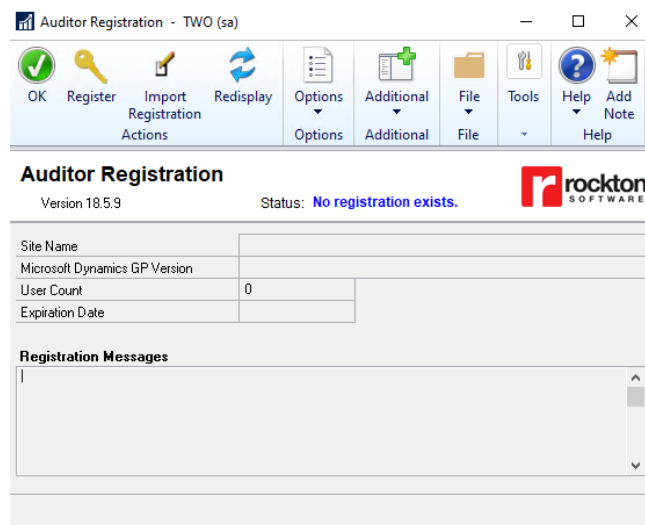 Auditor Registration  -  TWO (sa)
OK
Register
Import Registration
Redisplay
Options
Additional
File
Tools
Help
Add Note
Actions
Options
Additional
File
Help
Auditor Registration
Version 18.5.9
Status: No registration exists.
rockton
SOFTWARE
Site Name
Microsoft Dynamics GP Version
User Count 0
Expiration Date
Registration Messages